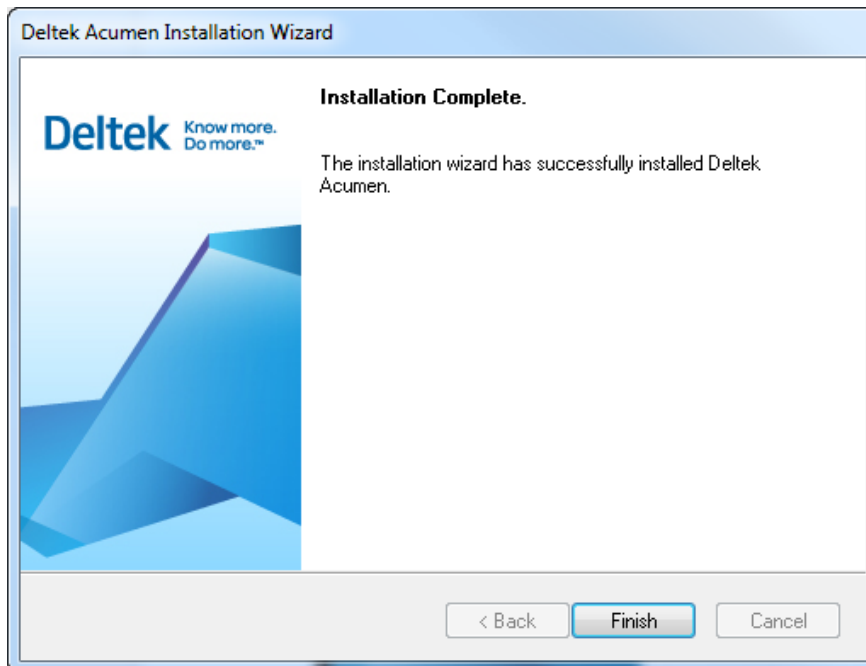 Deltek Acumen Installation Wizard
Deltek Know more.
Do more.™
Installation Complete.
The installation wizard has successfully installed Deltek
Acumen.
< Back
Finish
Cancel